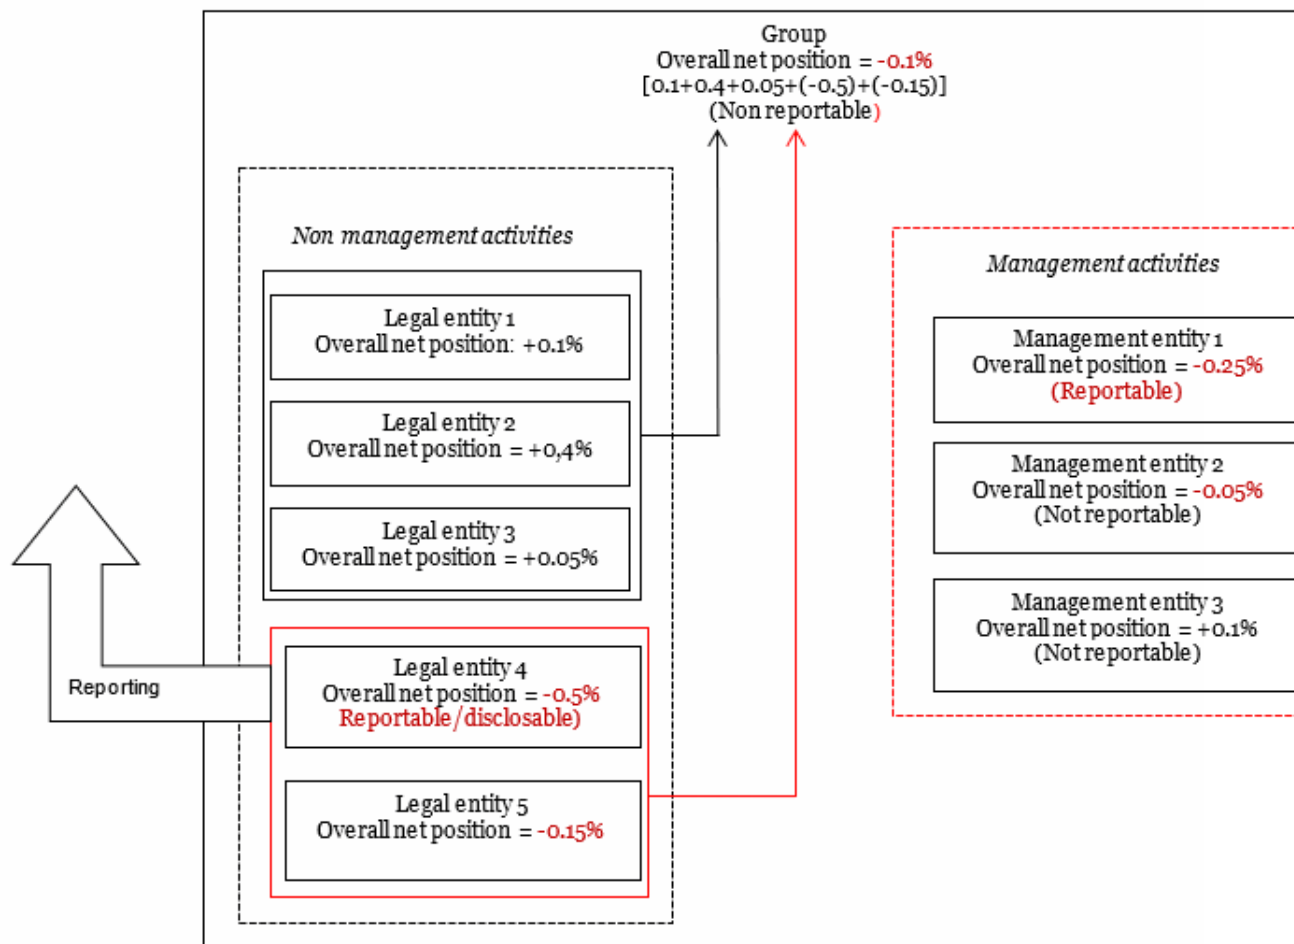 Group
Overall net position = -0.1%
[0.1+0.4+0.05+(-0.5)+(-0.15)]
(Non reportable)
Non management activities
Legal entity 1
Overall net position: +0.1%
Legal entity 2
Overall net position = +0,4%
Legal entity 3
Overall net position = +0.05%
Legal entity 4
Overall net position = -0.5%
Reportable/disclosable)
Legal entity 5
Overall net position = -0.15%
Reporting
Management activities
Management entity 1
Overall net position = -0.25%
(Reportable)
Management entity 2
Overall net position = -0.05%
(Not reportable)
Management entity 3
Overall net position = +0.1%
(Not reportable)